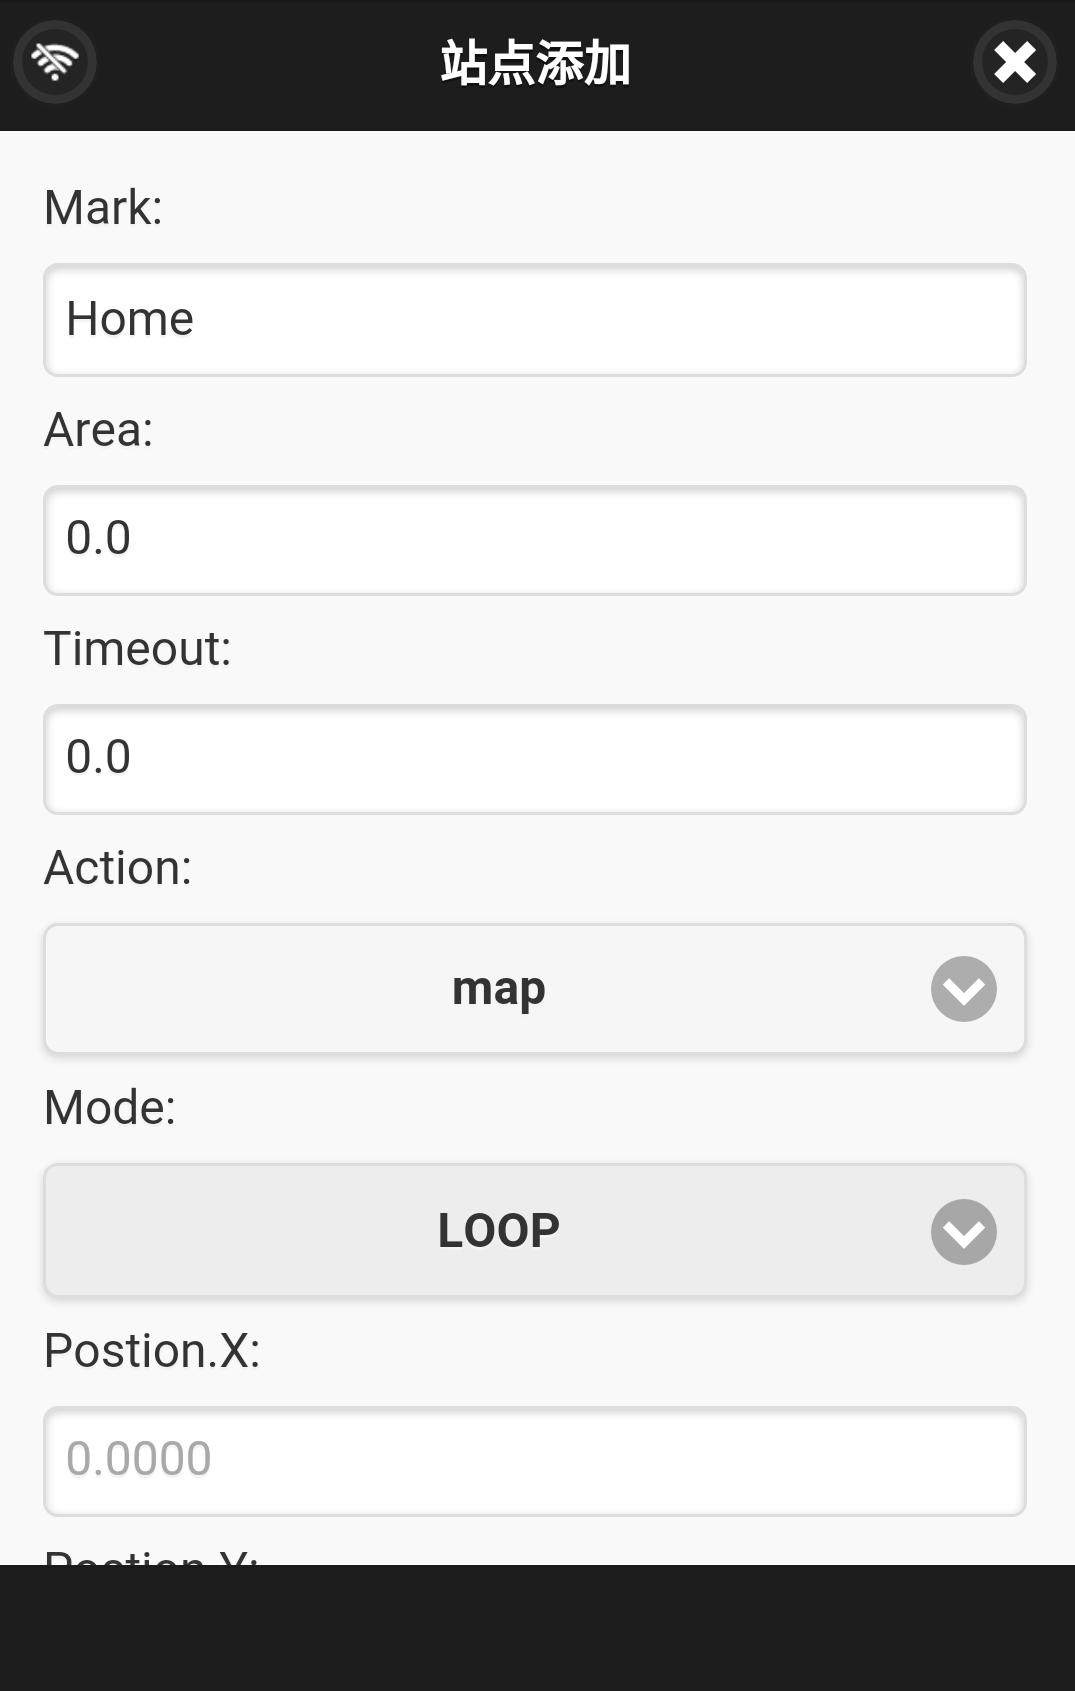 站点添加
Mark:
Home
Area:
0.0
Timeout:
0.0
Action:
map
Mode:
LOOP
Postion.X:
0.0000
Postion.Y: